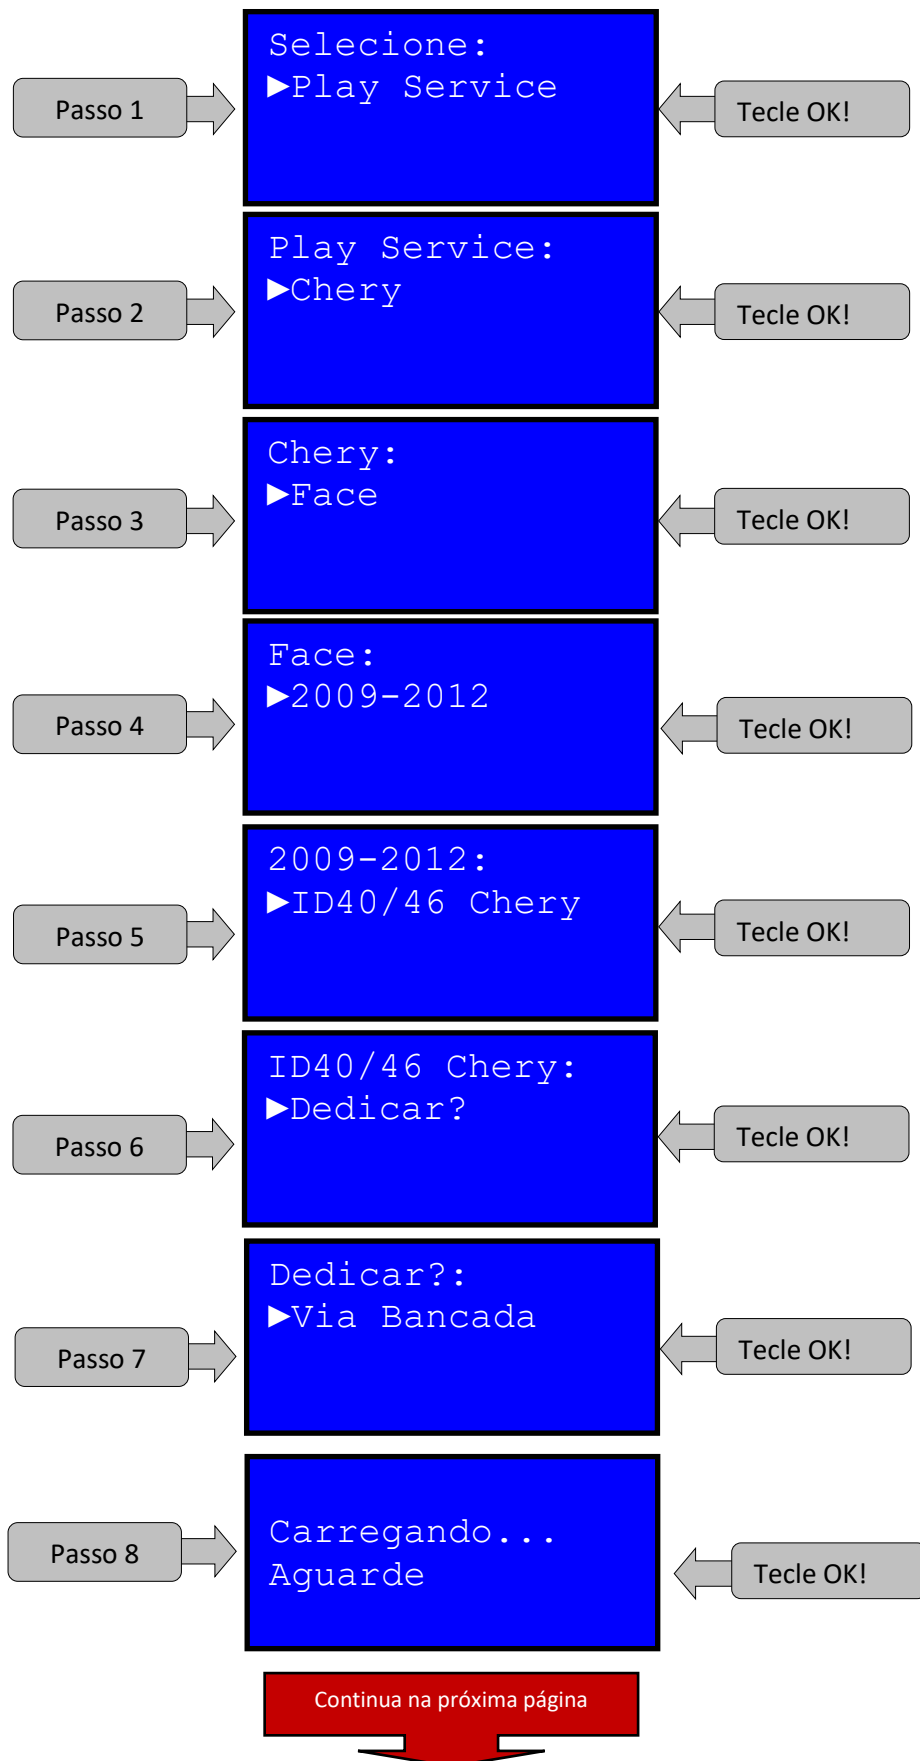 Selecione:
►Play Service
Passo 1
Tecle OK!
Play Service:
►Chery
Passo 2
Tecle OK!
Chery:
►Face
Passo 3
Tecle OK!
Face:
►2009-2012
Passo 4
Tecle OK!
2009-2012:
►ID40/46 Chery
Passo 5
Tecle OK!
ID40/46 Chery:
►Dedicar?
Passo 6
Tecle OK!
Dedicar?:
►Via Bancada
Passo 7
Tecle OK!
Carregando...
Aguarde
Passo 8
Tecle OK!
Continua na próxima página